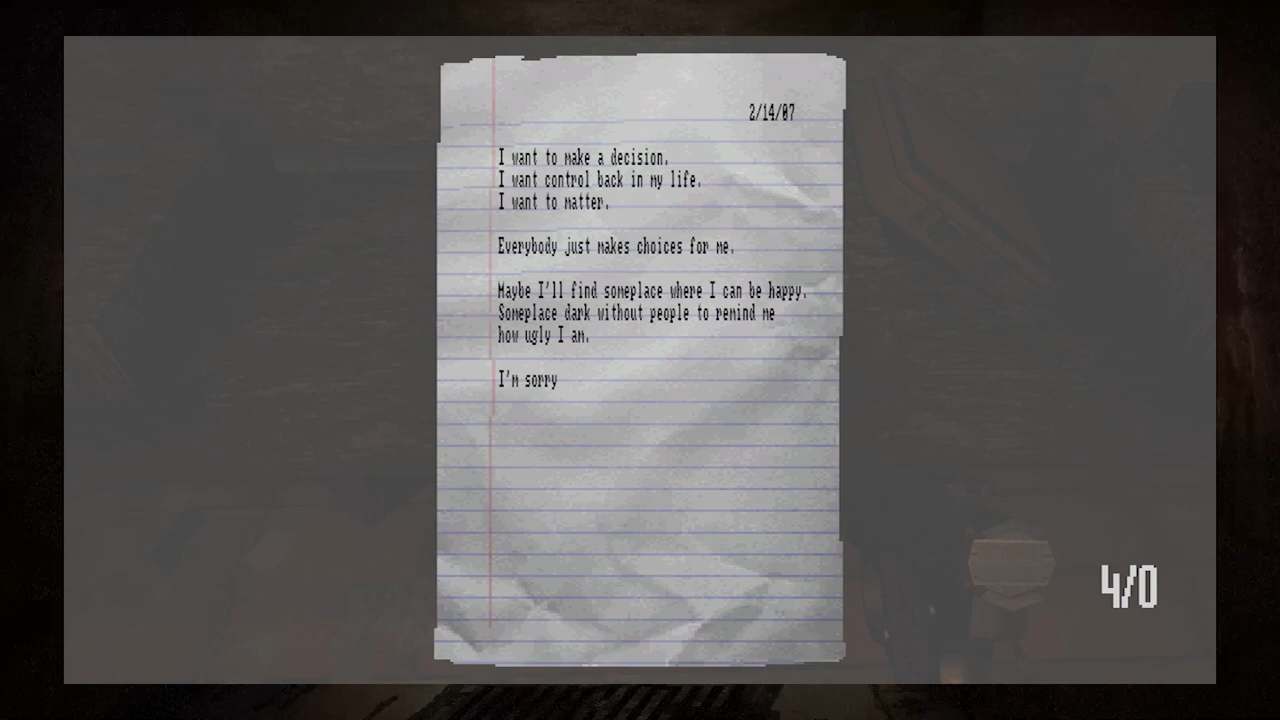 2/14/07
I want to make a decision.
I want control back in my life.
I want to matter.
Everybody just makes choices for me.
Maybe I'll find someplace where I can be happy.
Someplace dark without people to remind me
how ugly I am.
I'm sorry
4/0